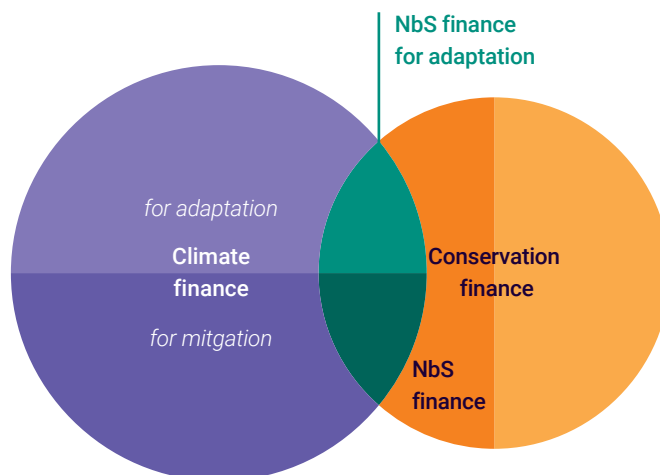 NbS finance
for adaptation
for adaptation
Climate
finance
Conservation
finance
for mitgation
NbS
finance